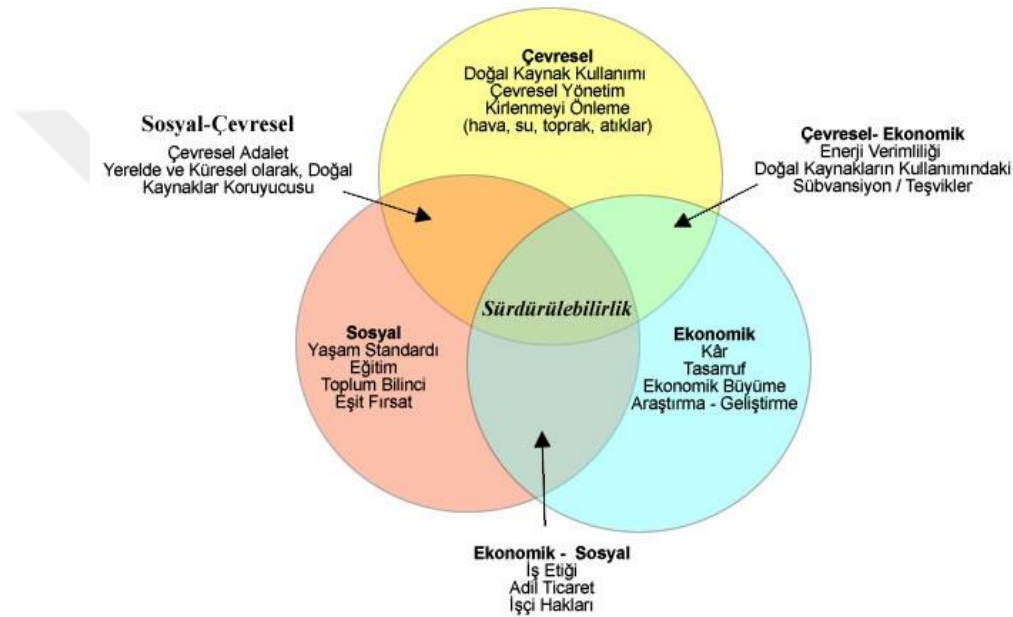 Çevresel
Doğal Kaynak Kullanımı
Çevresel Yönetim
Kirlenmeyi Önleme
(hava, su, toprak, atıklar)
Sosyal-Çevresel
Çevresel Adalet
Yerelde ve Küresel olarak, Doğal
Kaynaklar Koruyucusu
Çevresel- Ekonomik
Enerji Verimliliği
Doğal Kaynakların Kullanımındaki
Sübvansiyon / Teşvikler
Sürdürülebilirlik
Sosyal
Yaşam Standardı
Eğitim
Toplum Bilinci
Eşit Fırsat
Ekonomik
Kâr
Tasarruf
Ekonomik Büyüme
Araştırma - Geliştirme
Ekonomik - Sosyal
İş Etiği
Adil Ticaret
İşçi Hakları